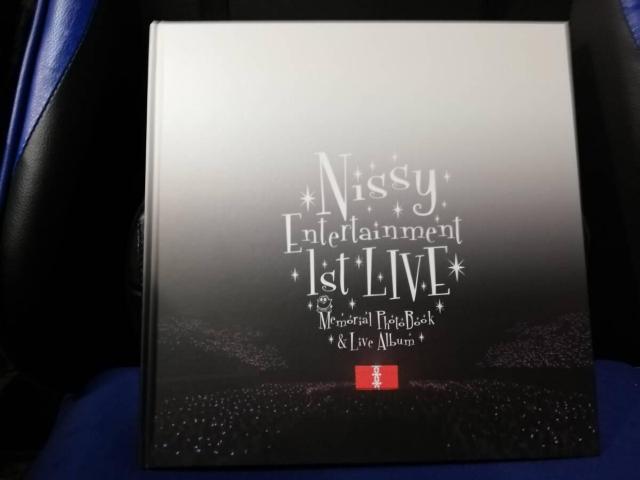 Nissy
Entertainment
1st LIVE
Memorial PhotoBook
& Live Album